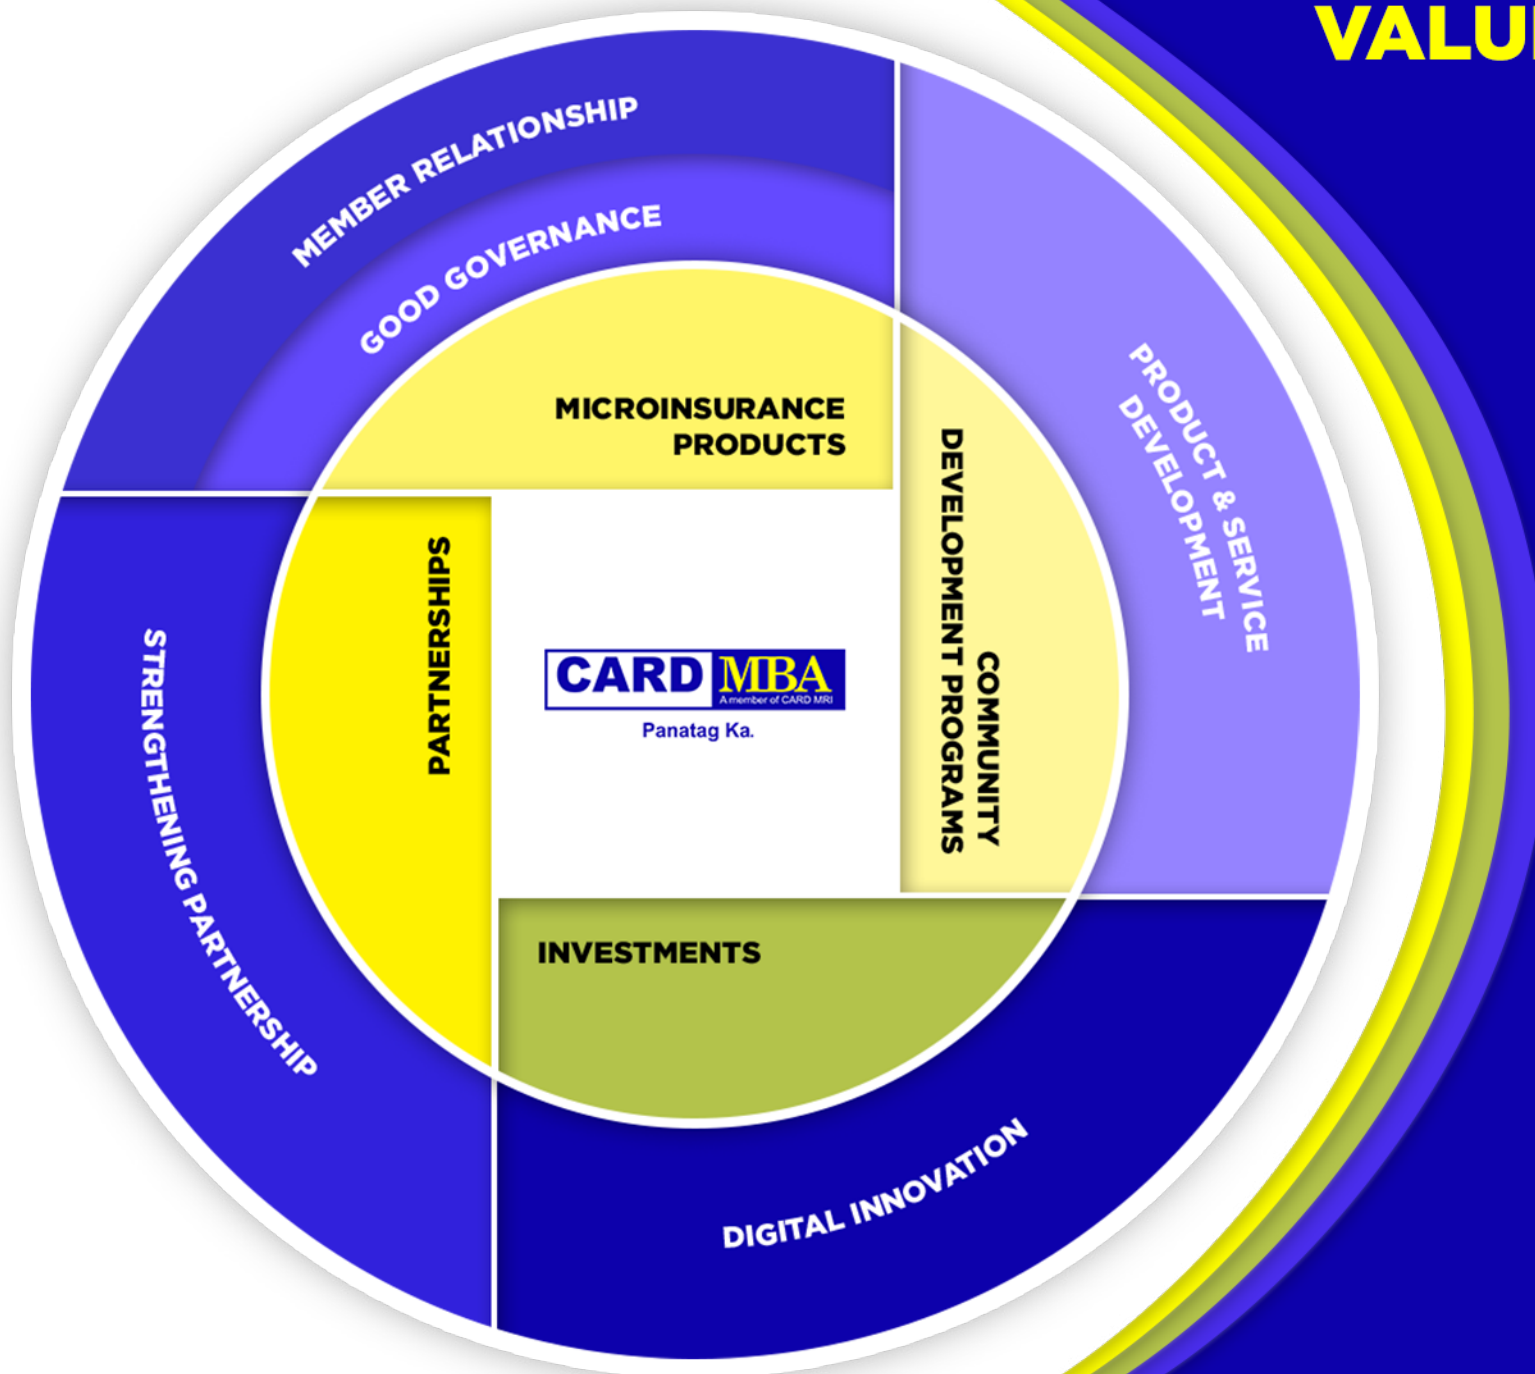 MEMBER RELATIONSHIP
GOOD GOVERNANCE
MICROINSURANCE
PRODUCTS
PRODUCT & SERVICE
DEVELOPMENT
COMMUNITY
DEVELOPMENT PROGRAMS
PARTNERSHIPS
STRENGTHENING PARTNERSHIP
CARD MBA
A member of CARD MRI
Panatag Ka.
INVESTMENTS
DIGITAL INNOVATION